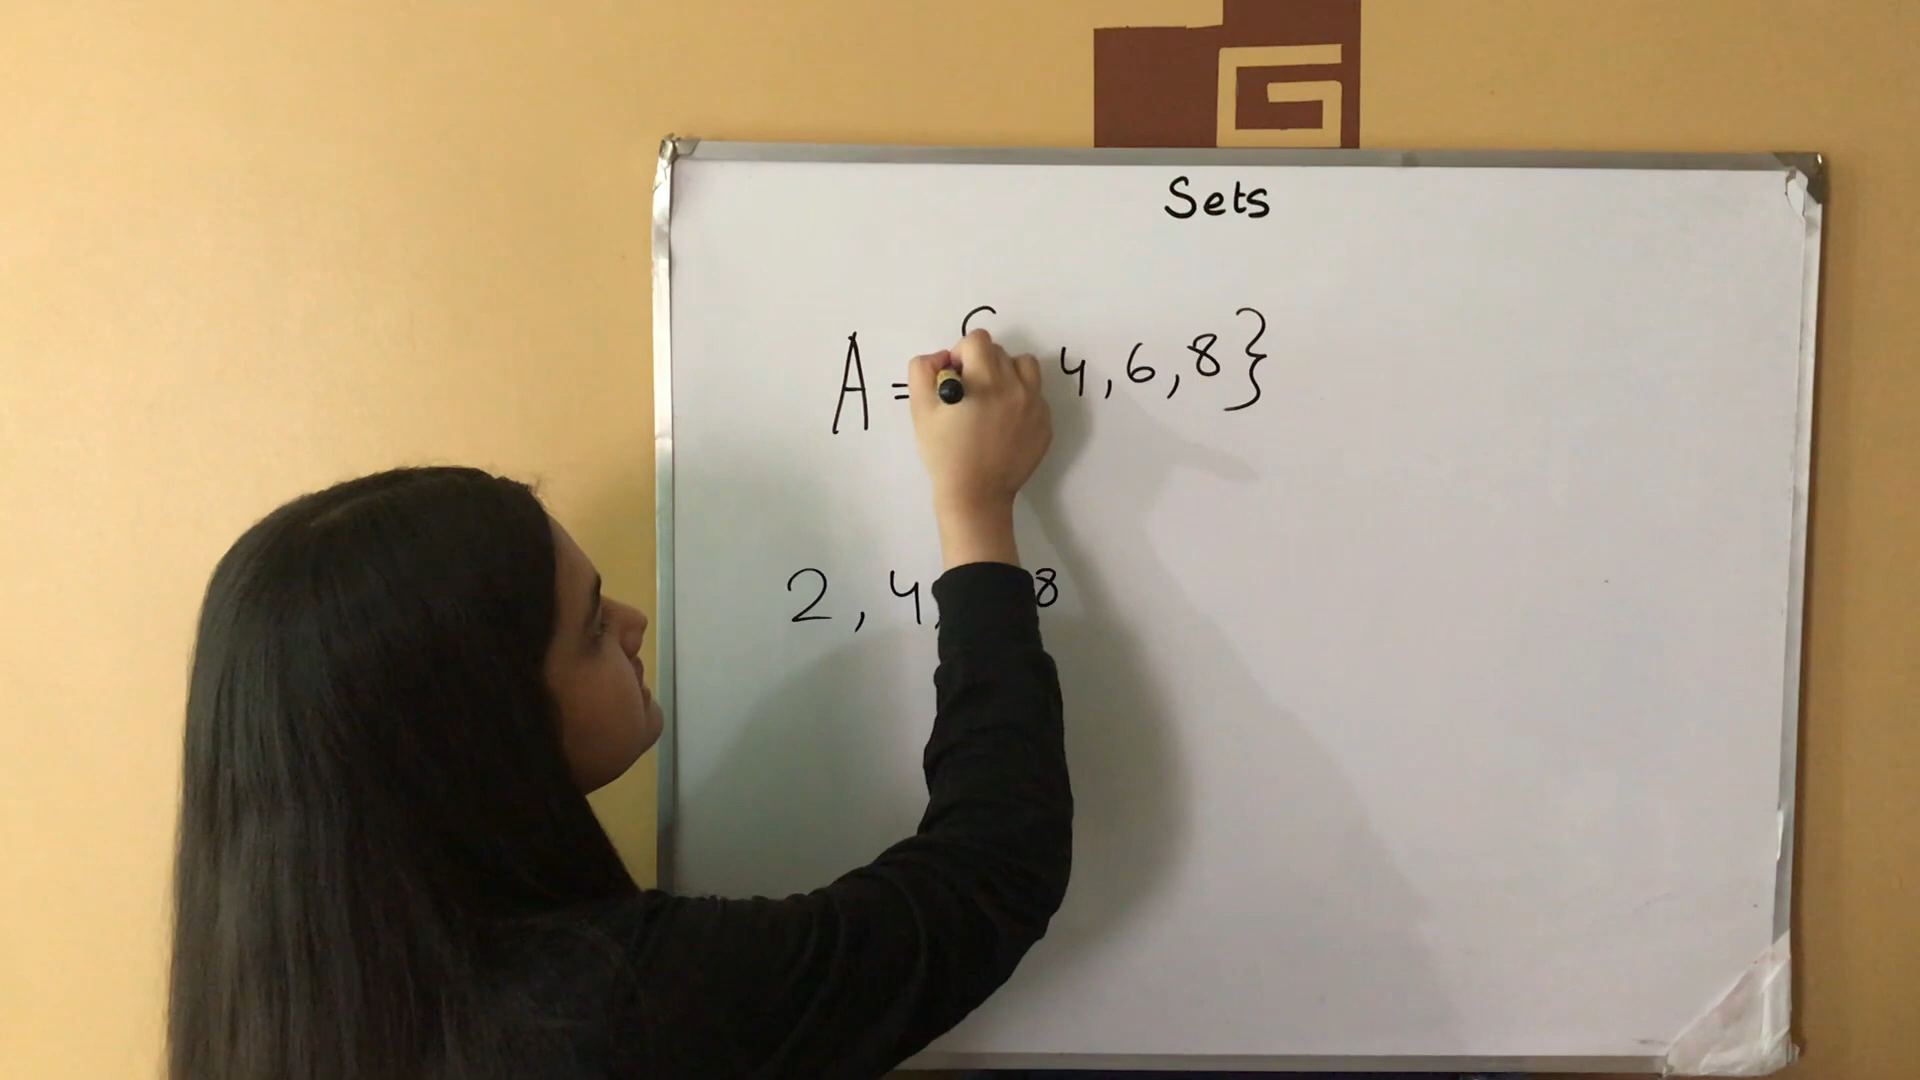 Sets
A = { 4, 6, 8 }
2, 4, 8